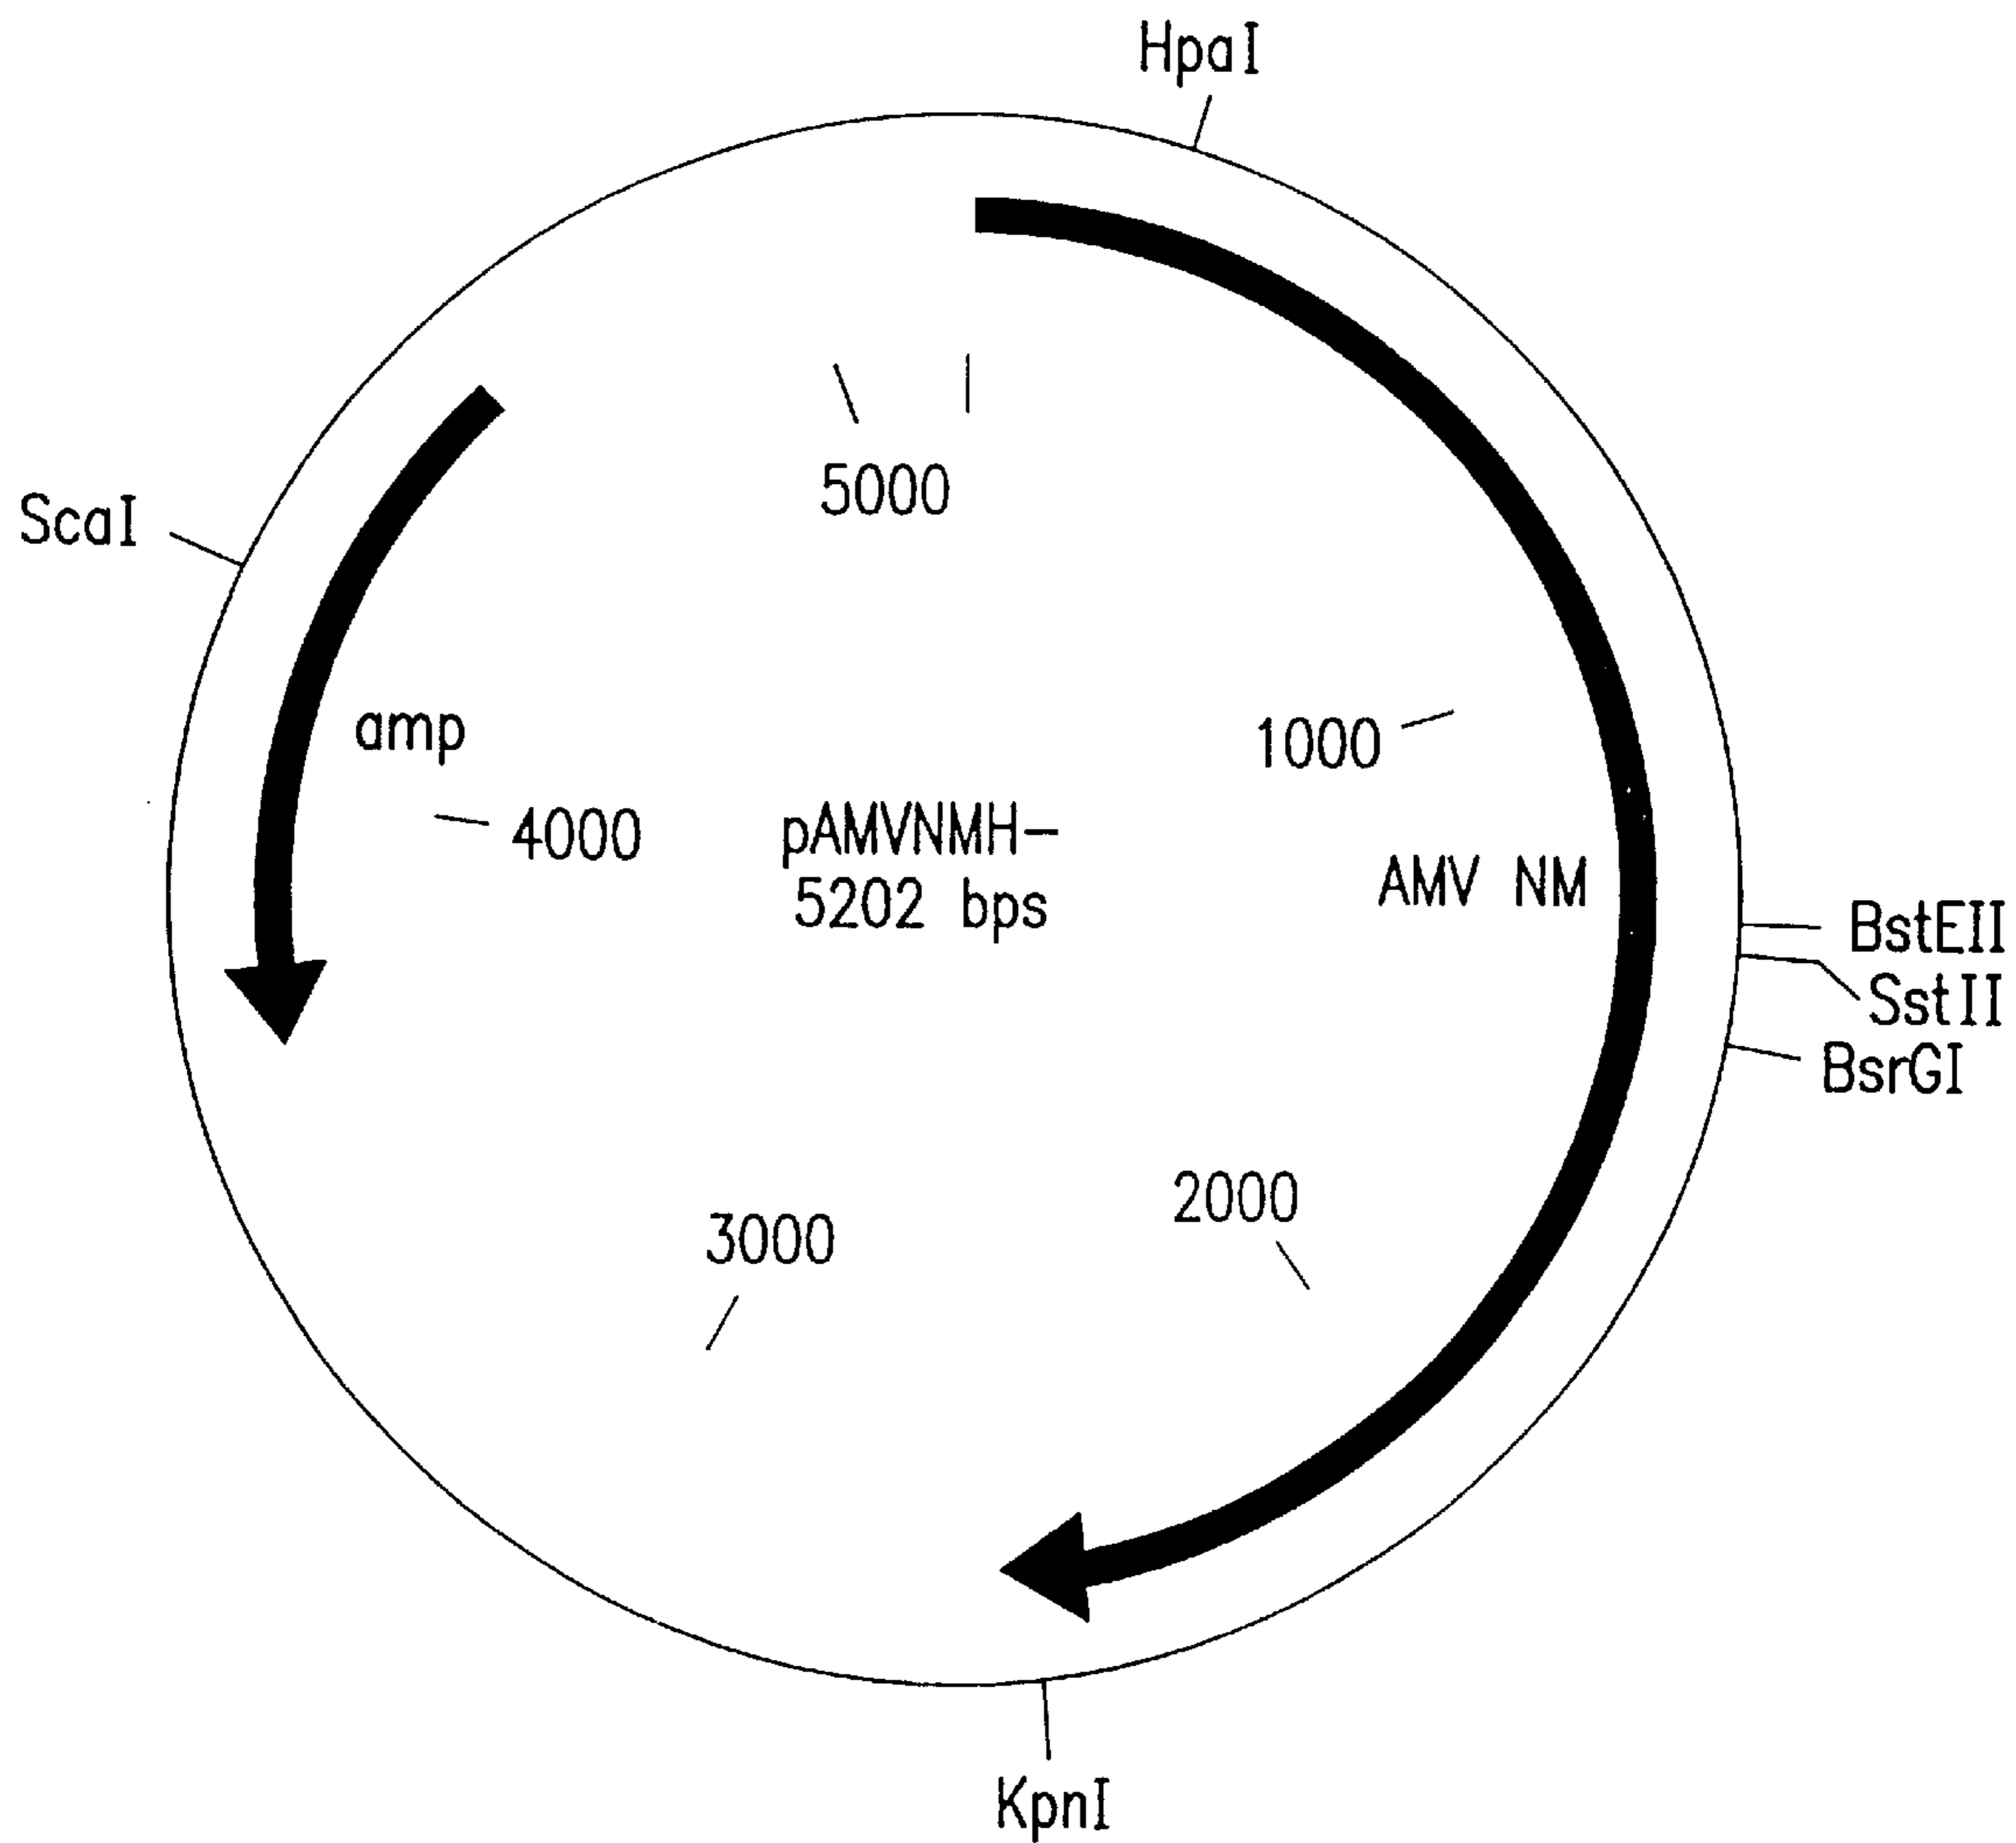 HpaI
ScaI
5000
amp
1000
4000
pAMVNMH-
5202 bps
AMV NM
BstEII
SstII
BsrGI
2000
3000
KpnI